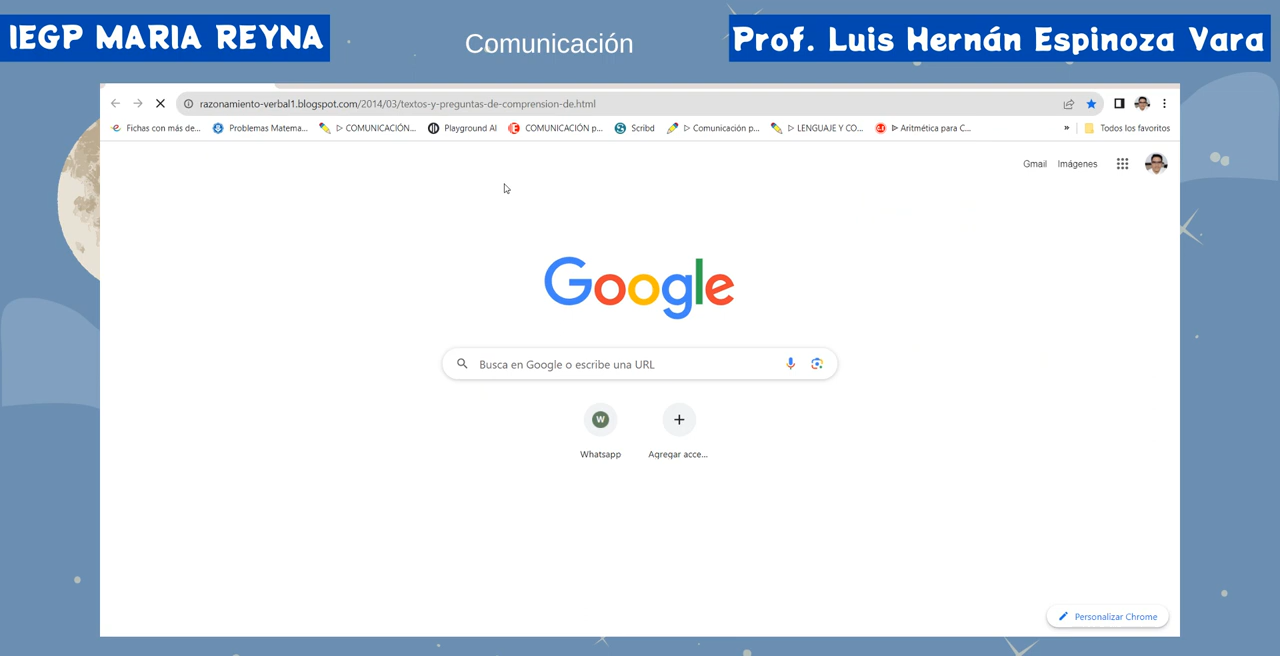 IEGP MARIA REYNA
Comunicación
Prof. Luis Hernán Espinoza Vara
razonamiento-verbal1.blogspot.com/2014/03/textos-y-preguntas-de-comprension-de.html
Fichas con más de... Problemas Matema... ▷ COMUNICACIÓN... Playground AI COMUNICACIÓN p... Scribd ▷ Comunicación p... ▷ LENGUAJE Y CO... ▷ Aritmética para C... » Todos los favoritos
Gmail Imágenes
Google
Busca en Google o escribe una URL
W
Whatsapp Agregar acce...
Personalizar Chrome